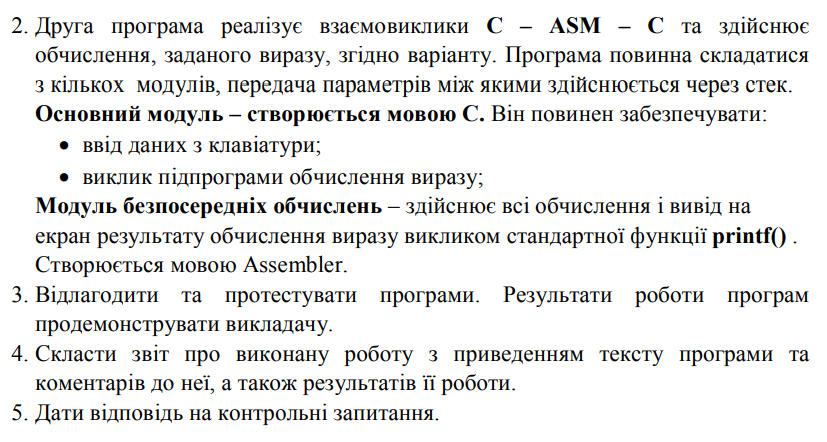 2. Друга програма реалізує взаємовиклики С – ASM – С та здійснює
обчислення, заданого виразу, згідно варіанту. Програма повинна складатися
з кількох модулів, передача параметрів між якими здійснюється через стек.
Основний модуль – створюється мовою С. Він повинен забезпечувати:
• ввід даних з клавіатури;
• виклик підпрограми обчислення виразу;
Модуль безпосередніх обчислень – здійснює всі обчислення і вивід на
екран результату обчислення виразу викликом стандартної функції printf() .
Створюється мовою Assembler.
3. Відлагодити та протестувати програми. Результати роботи програм
продемонструвати викладачу.
4. Скласти звіт про виконану роботу з приведенням тексту програми та
коментарів до неї, а також результатів її роботи.
5. Дати відповідь на контрольні запитання.